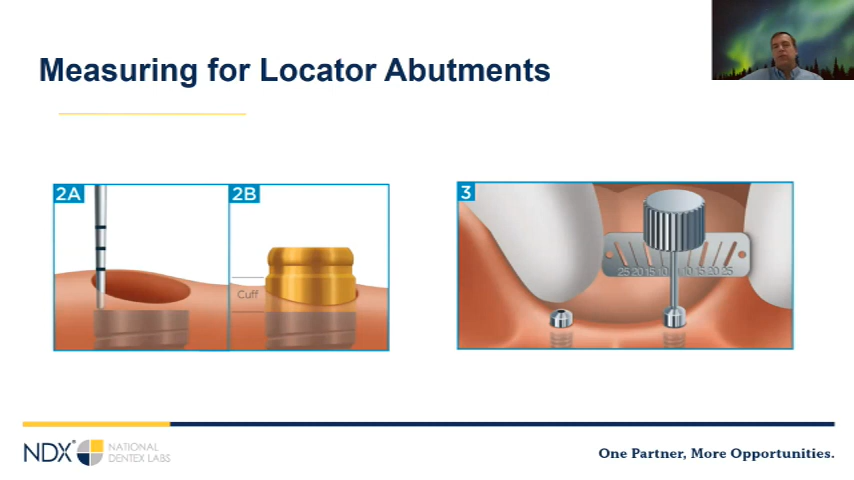 Measuring for Locator Abutments
2A
2B
Cuff
3
25 20 15 10 10 15 20 25
NDX®
NATIONAL
DENTEX LABS
One Partner, More Opportunities.